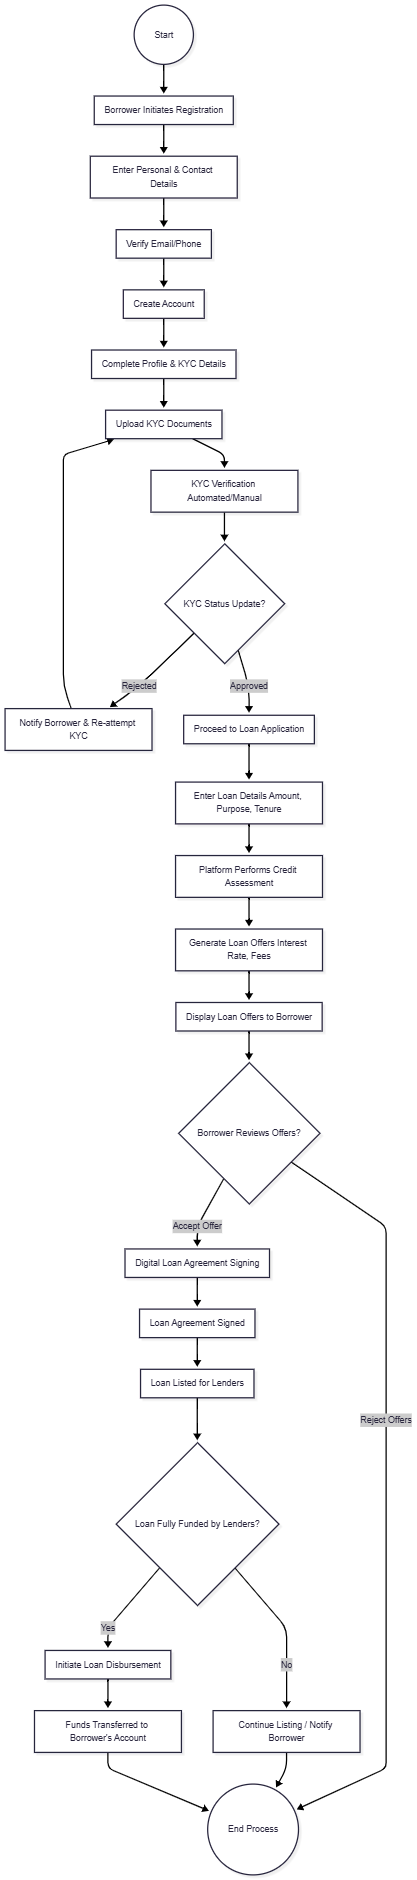 Start
Borrower Initiates Registration
Enter Personal & Contact
Details
Verify Email/Phone
Create Account
Complete Profile & KYC Details
Upload KYC Documents
KYC Verification
Automated/Manual
KYC Status Update?
Rejected
Approved
Notify Borrower & Re-attempt
KYC
Proceed to Loan Application
Enter Loan Details Amount,
Purpose, Tenure
Platform Performs Credit
Assessment
Generate Loan Offers Interest
Rate, Fees
Display Loan Offers to Borrower
Borrower Reviews Offers?
Accept Offer
Digital Loan Agreement Signing
Loan Agreement Signed
Loan Listed for Lenders
Reject Offers
Loan Fully Funded by Lenders?
Yes
No
Initiate Loan Disbursement
Funds Transferred to
Borrower's Account
Continue Listing / Notify
Borrower
End Process